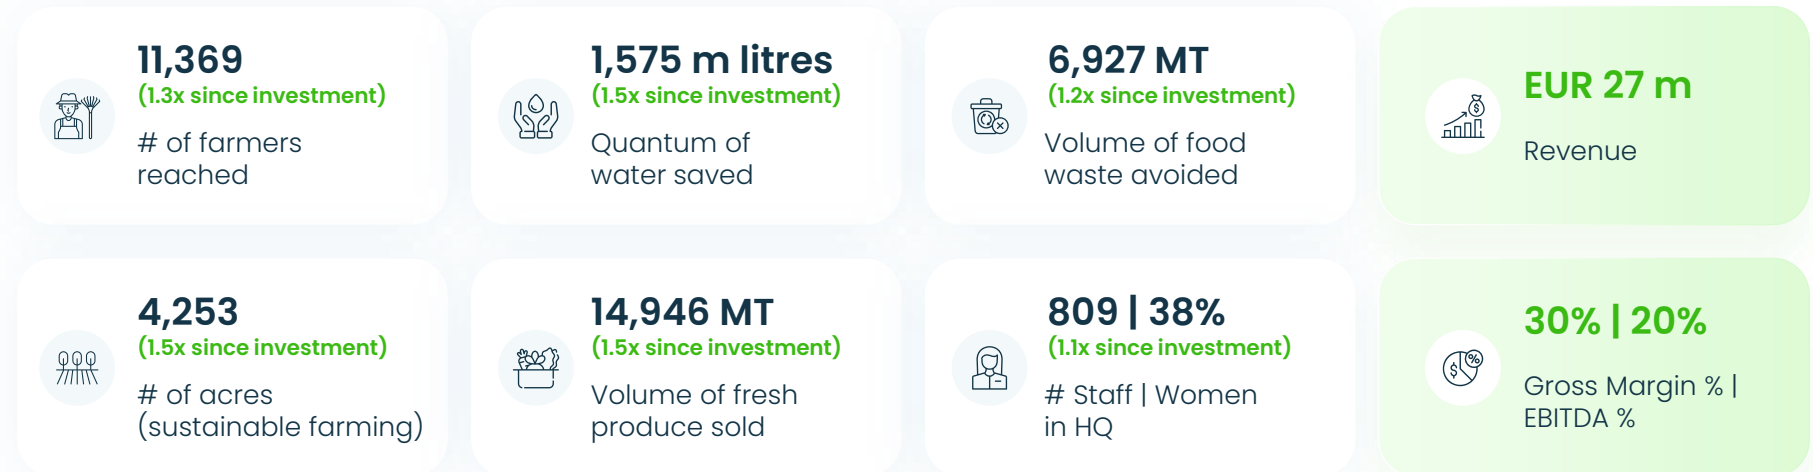 11,369
(1.3x since investment)
# of farmers
reached
1,575 m litres
(1.5x since investment)
Quantum of
water saved
6,927 MT
(1.2x since investment)
Volume of food
waste avoided
EUR 27 m
Revenue
4,253
(1.5x since investment)
# of acres
(sustainable farming)
14,946 MT
(1.5x since investment)
Volume of fresh
produce sold
809 | 38%
(1.1x since investment)
# Staff | Women
in HQ
30% | 20%
Gross Margin % |
EBITDA %